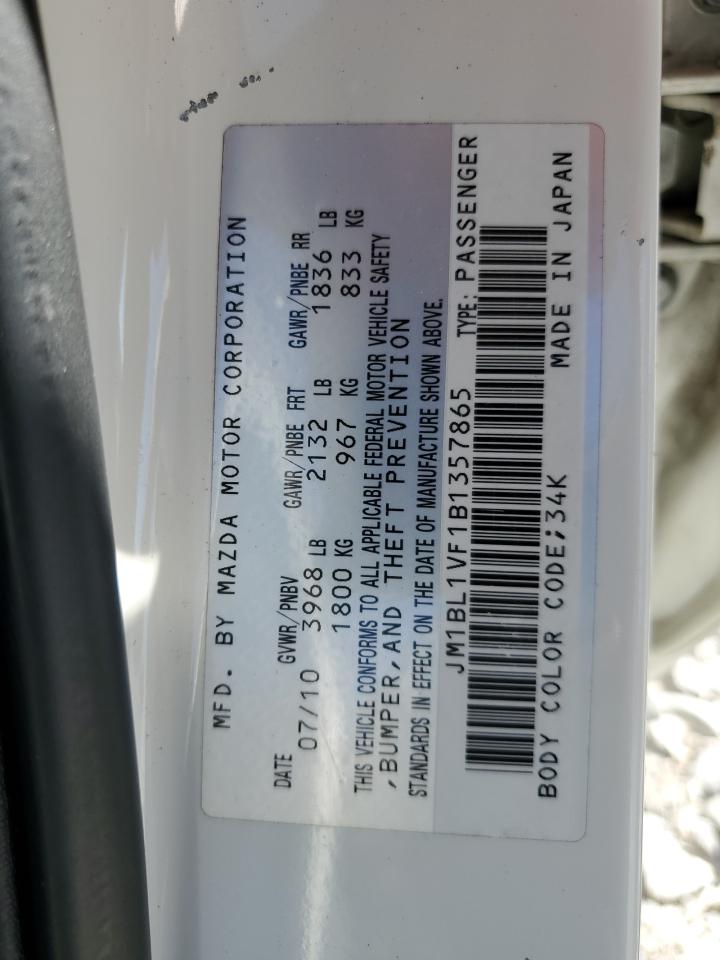 MFD. BY MAZDA MOTOR CORPORATION
DATE GVWR/PNBV GAWR/PNBE FRT GAWR/PNBE RR
07/10 3968 LB 2132 LB 1836 LB
1800 KG 967 KG 833 KG
THIS VEHICLE CONFORMS TO ALL APPLICABLE FEDERAL MOTOR VEHICLE SAFETY
, BUMPER, AND THEFT PREVENTION
STANDARDS IN EFFECT ON THE DATE OF MANUFACTURE SHOWN ABOVE.
JM1BL1VF1B1357865 TYPE: PASSENGER
BODY COLOR CODE;34K MADE IN JAPAN